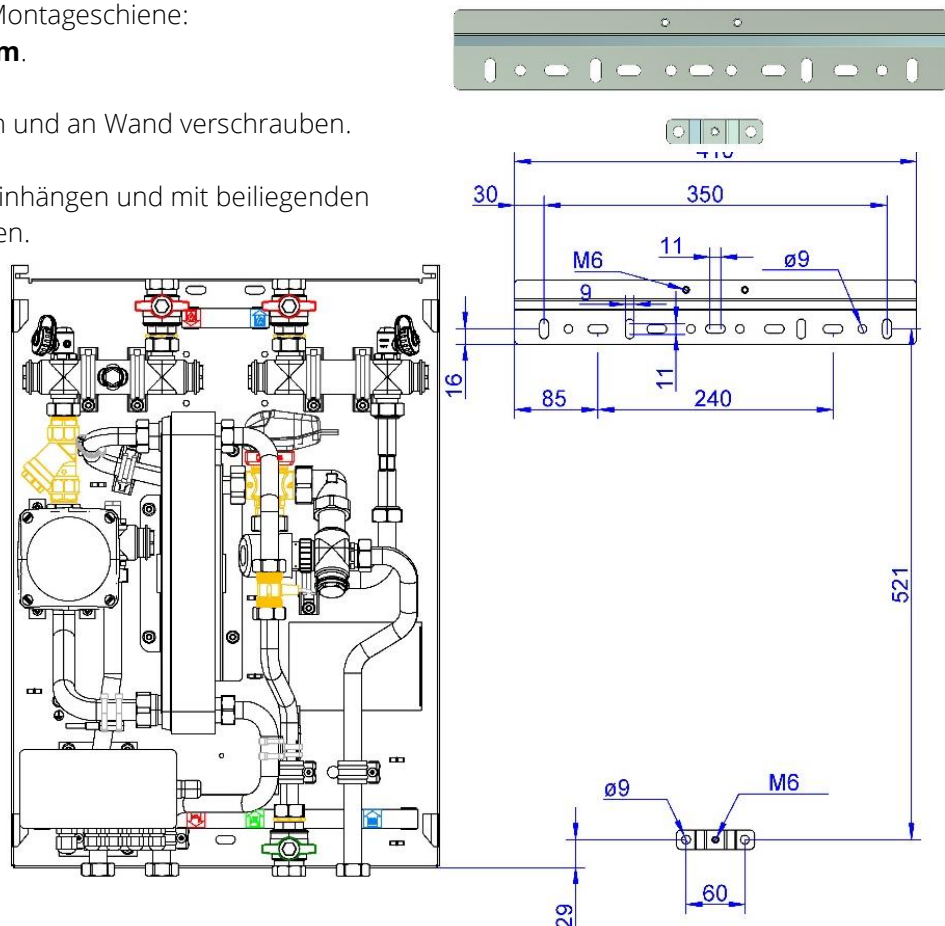 Montageschiene:
m.
n und an Wand verschrauben.
inhängen und mit beiliegenden
en.
410
30
350
11
M6
ø9
9
16
11
85
240
521
ø9
M6
60
29